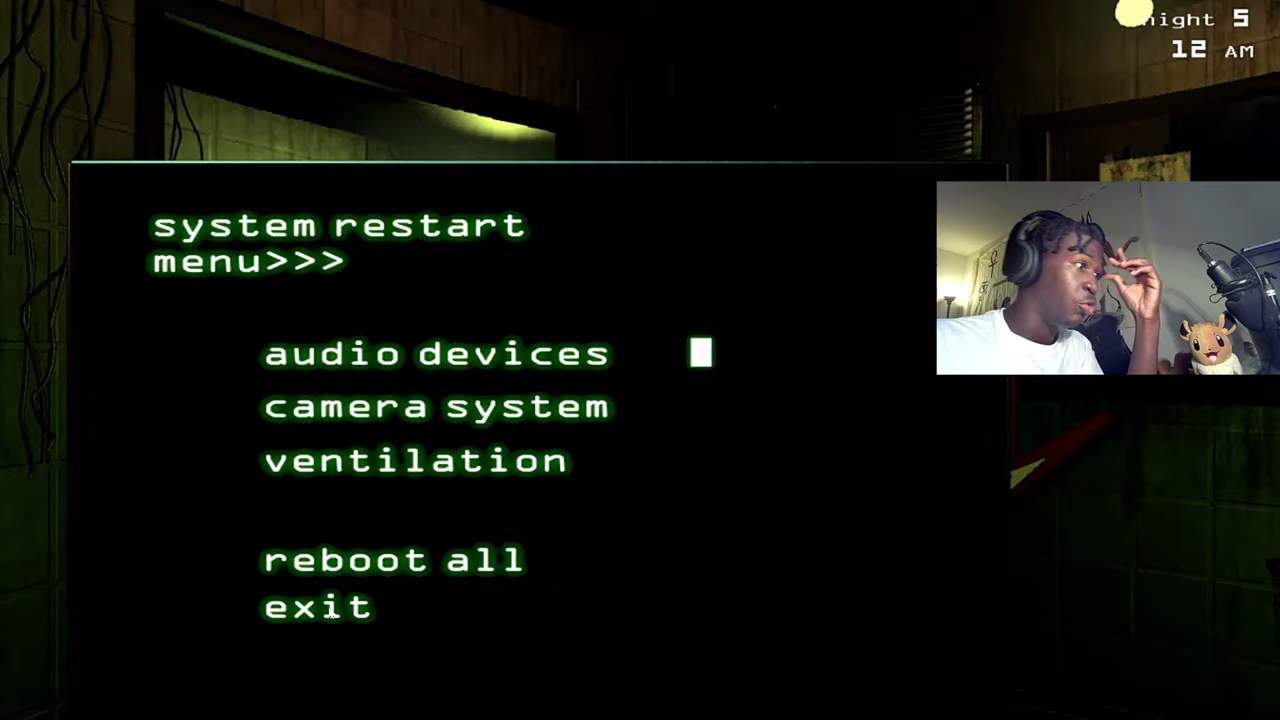 night 5
12 AM
system restart
menu>>>
audio devices
camera system
ventilation
reboot all
exit